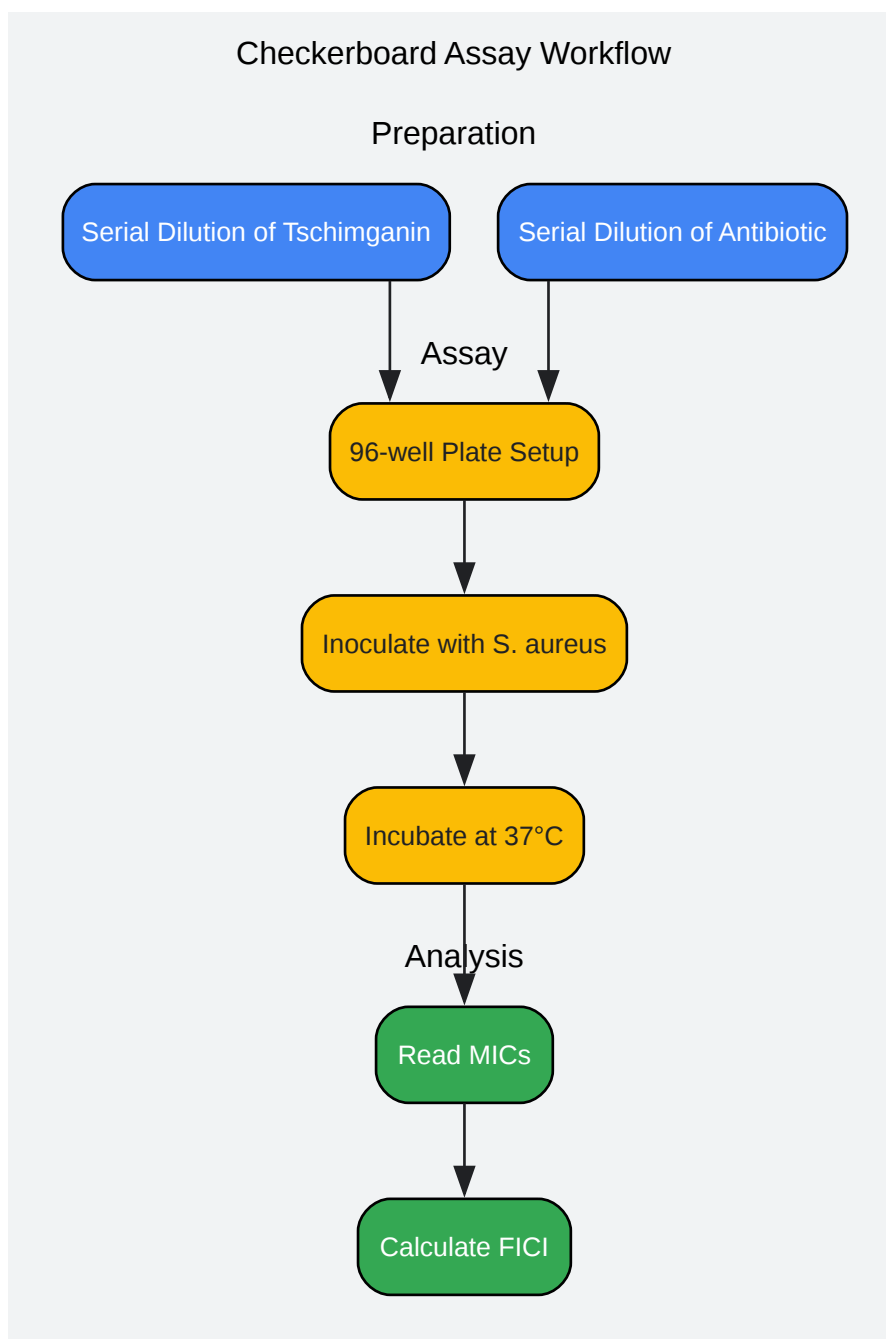 Checkerboard Assay Workflow
Preparation
Serial Dilution of Tschimganin
Serial Dilution of Antibiotic
Assay
96-well Plate Setup
Inoculate with S. aureus
Incubate at 37°C
Analysis
Read MICs
Calculate FICI